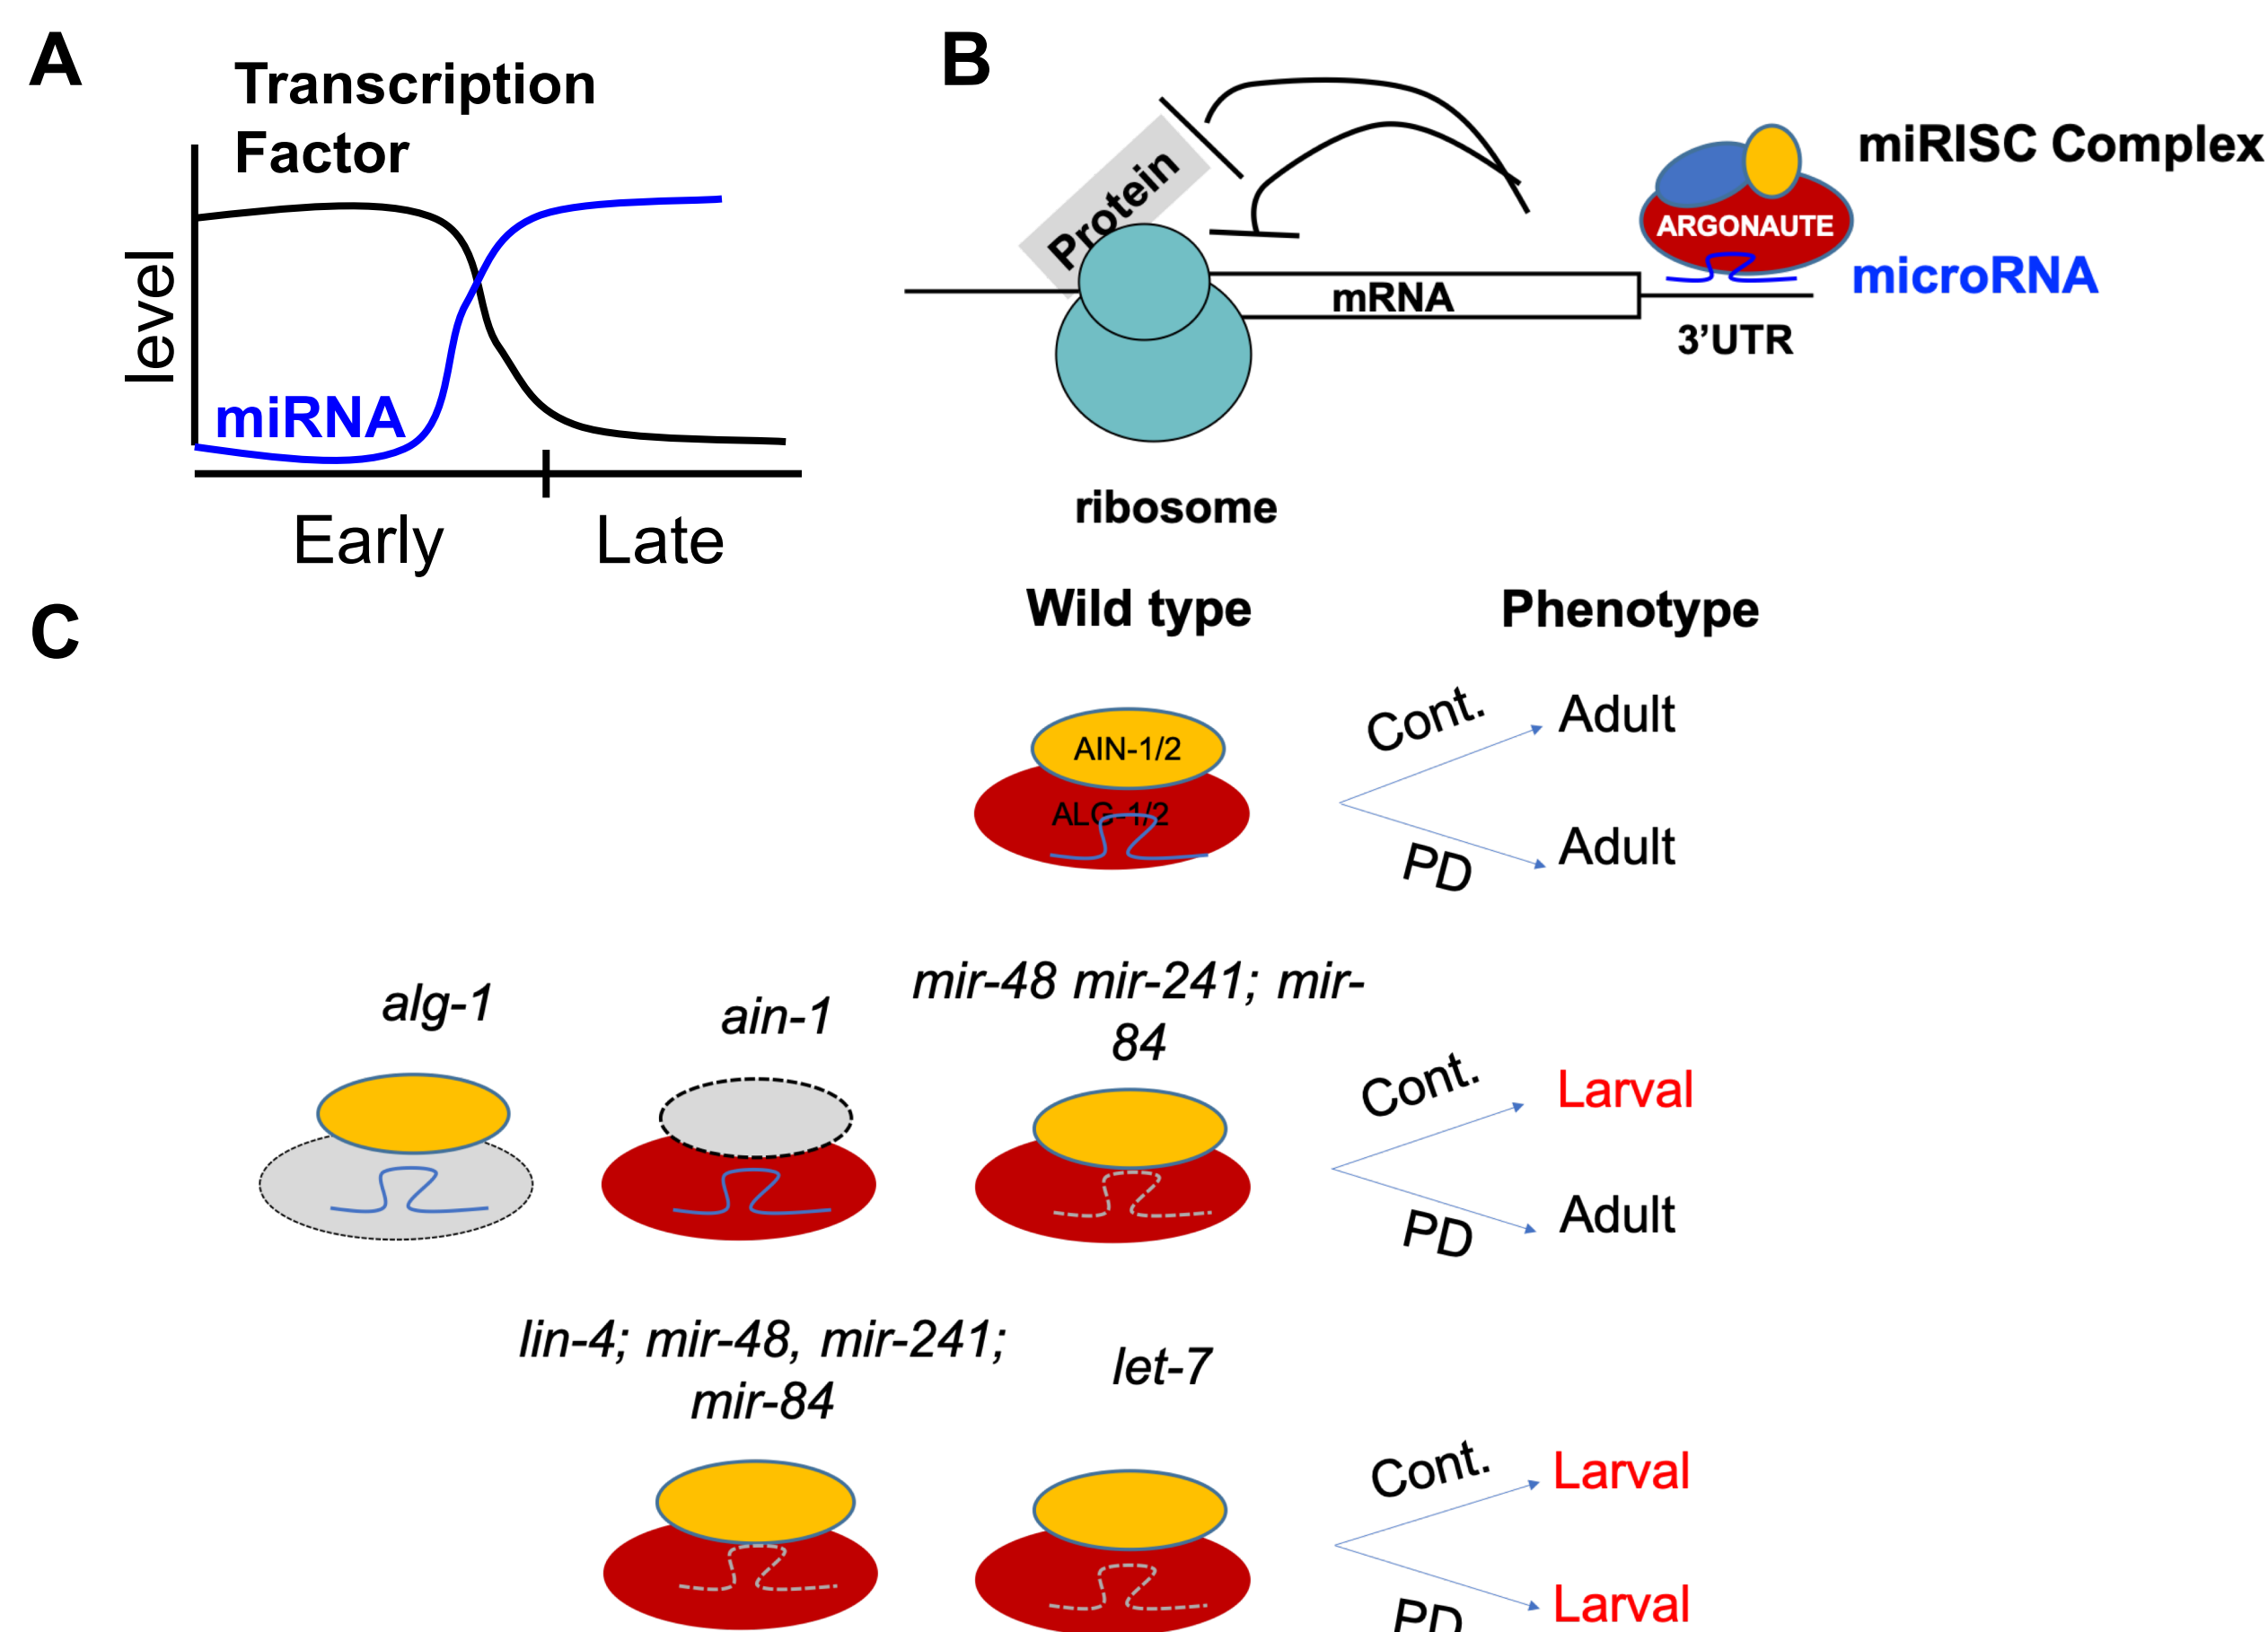 A
Transcription
Factor
level
miRNA
Early
Late
B
Protein
mRNA
ribosome
ARGONAUTE
miRISC Complex
microRNA
3’UTR
C
Wild type
Phenotype
AIN-1/2
ALG-1/2
Cont.
Adult
PD
Adult
alg-1
ain-1
mir-48 mir-241; mir-
84
Cont.
Larval
PD
Adult
lin-4; mir-48, mir-241;
mir-84
let-7
Cont.
Larval
PD
Larval